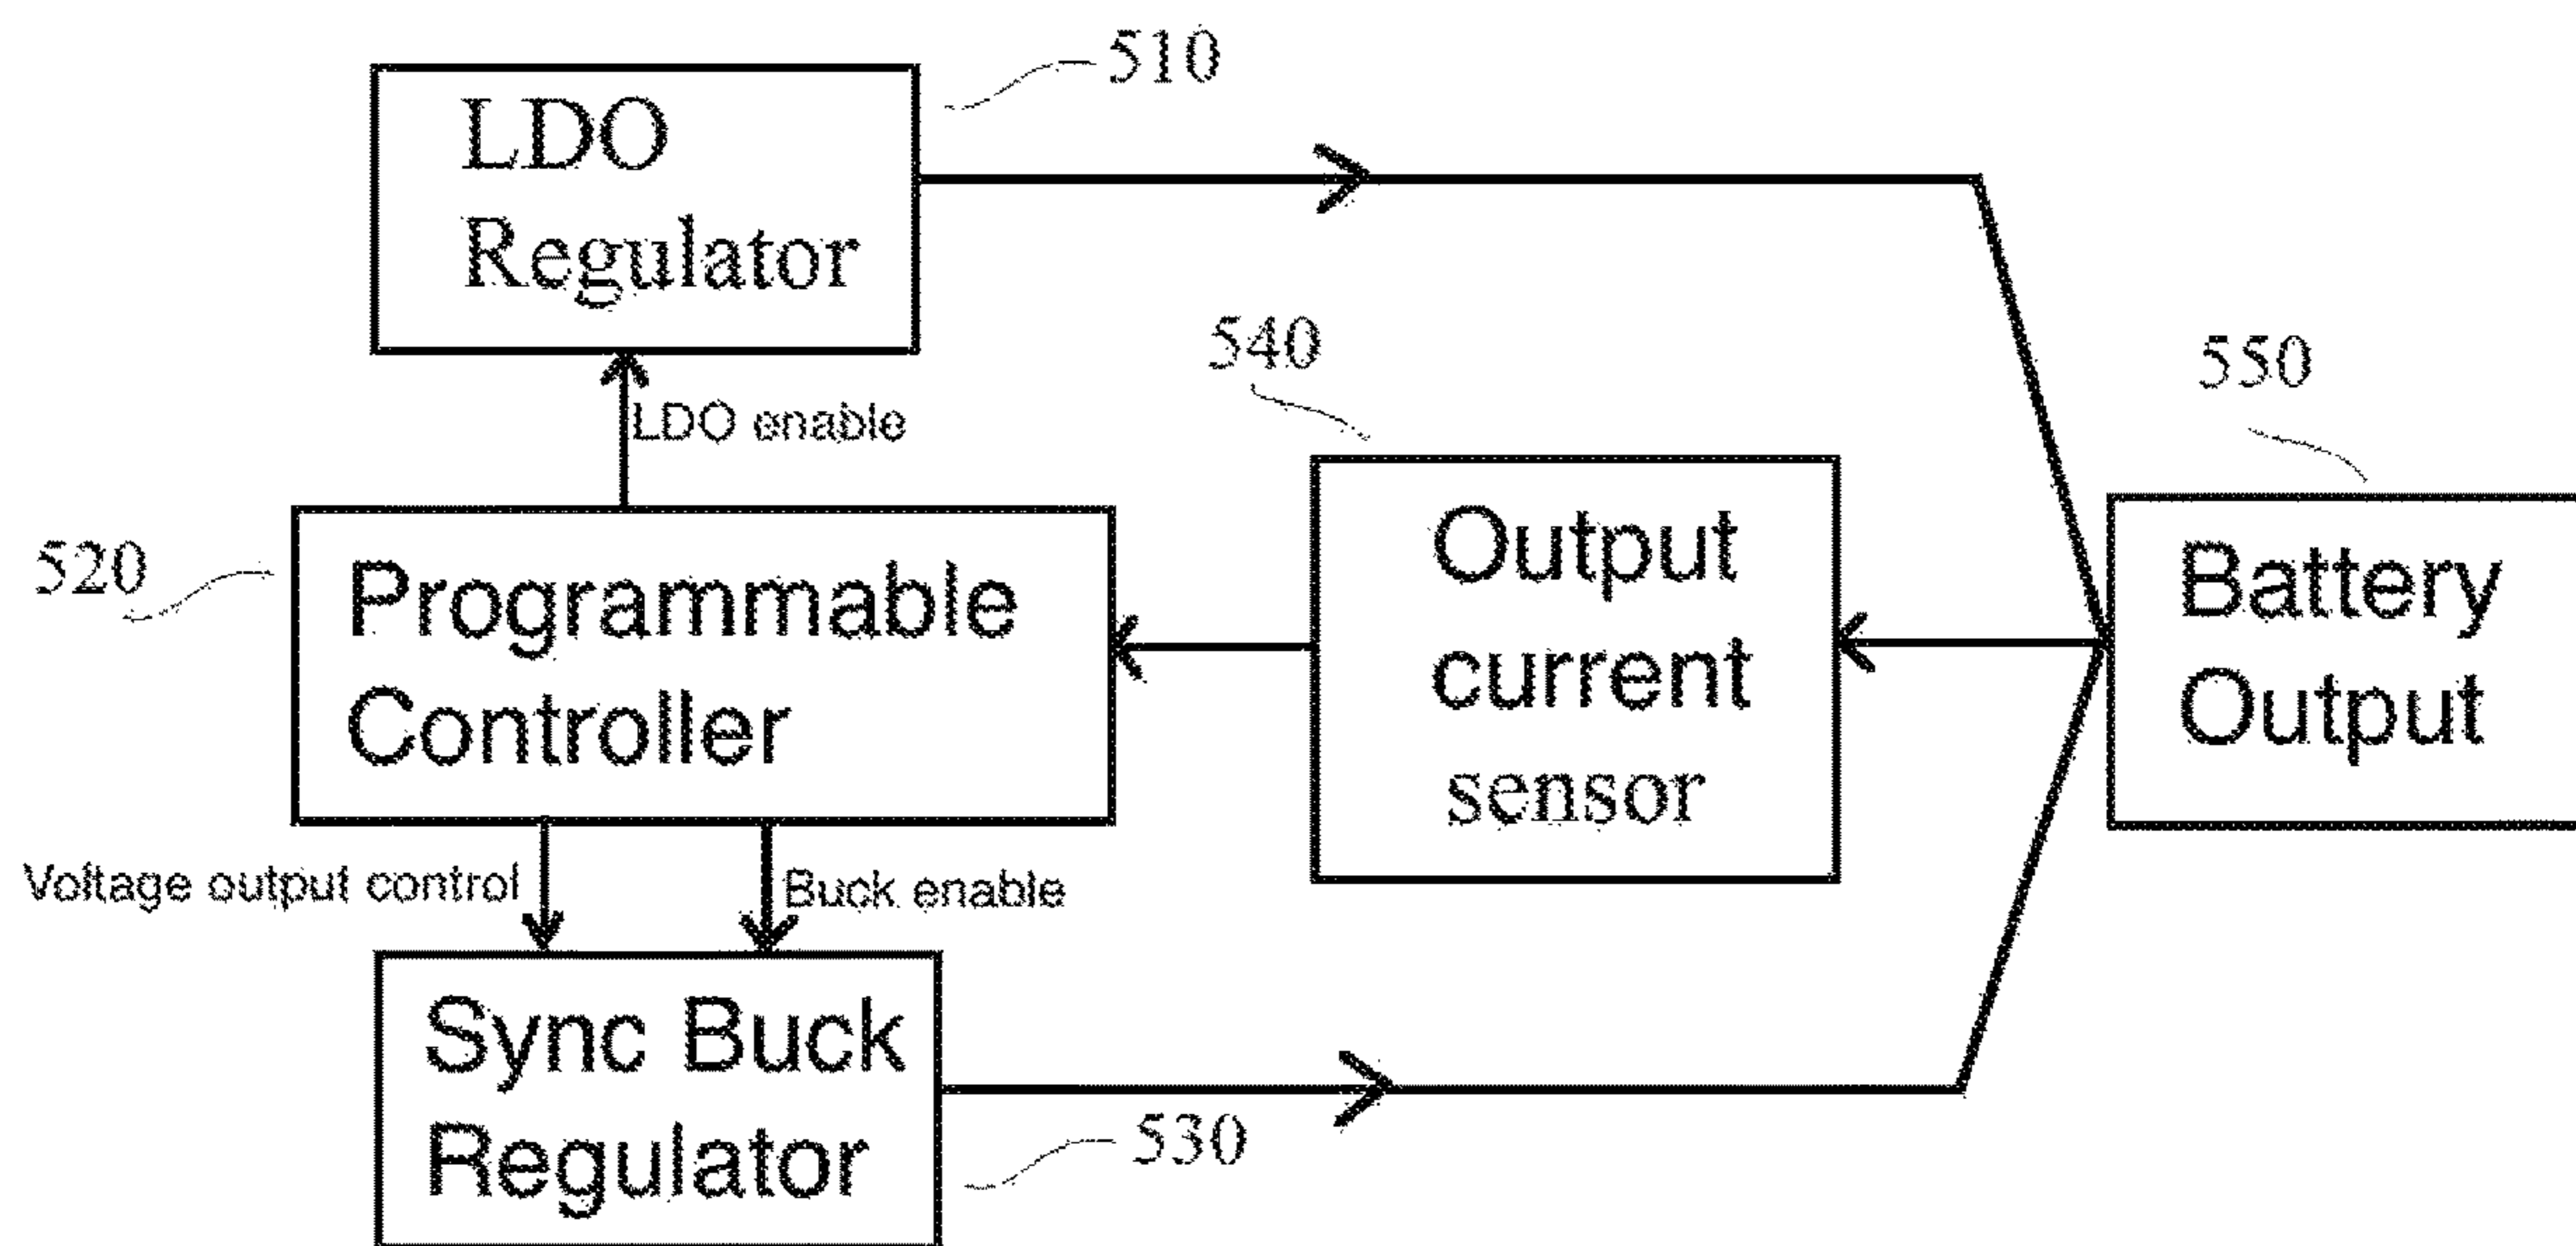 510
LDO
Regulator
540
550
LDO enable
520
Programmable
Controller
Output
current
sensor
Battery
Output
Voltage output control
Buck enable
Sync Buck
Regulator
530